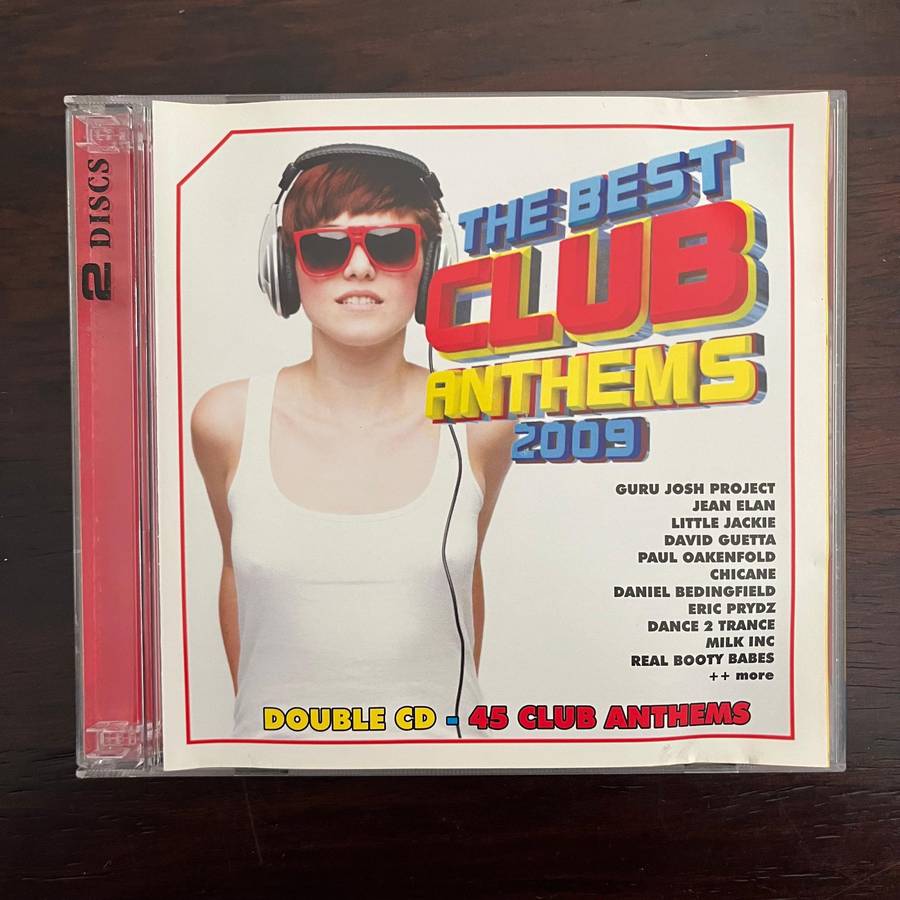 2 DISCS
THE BEST
CLUB
ANTHEMS
2009
GURU JOSH PROJECT
JEAN ELAN
LITTLE JACKIE
DAVID GUETTA
PAUL OAKENFOLD
CHICANE
DANIEL BEDINGFIELD
ERIC PRYDZ
DANCE 2 TRANCE
MILK INC
REAL BOOTY BABES
++ more
DOUBLE CD - 45 CLUB ANTHEMS